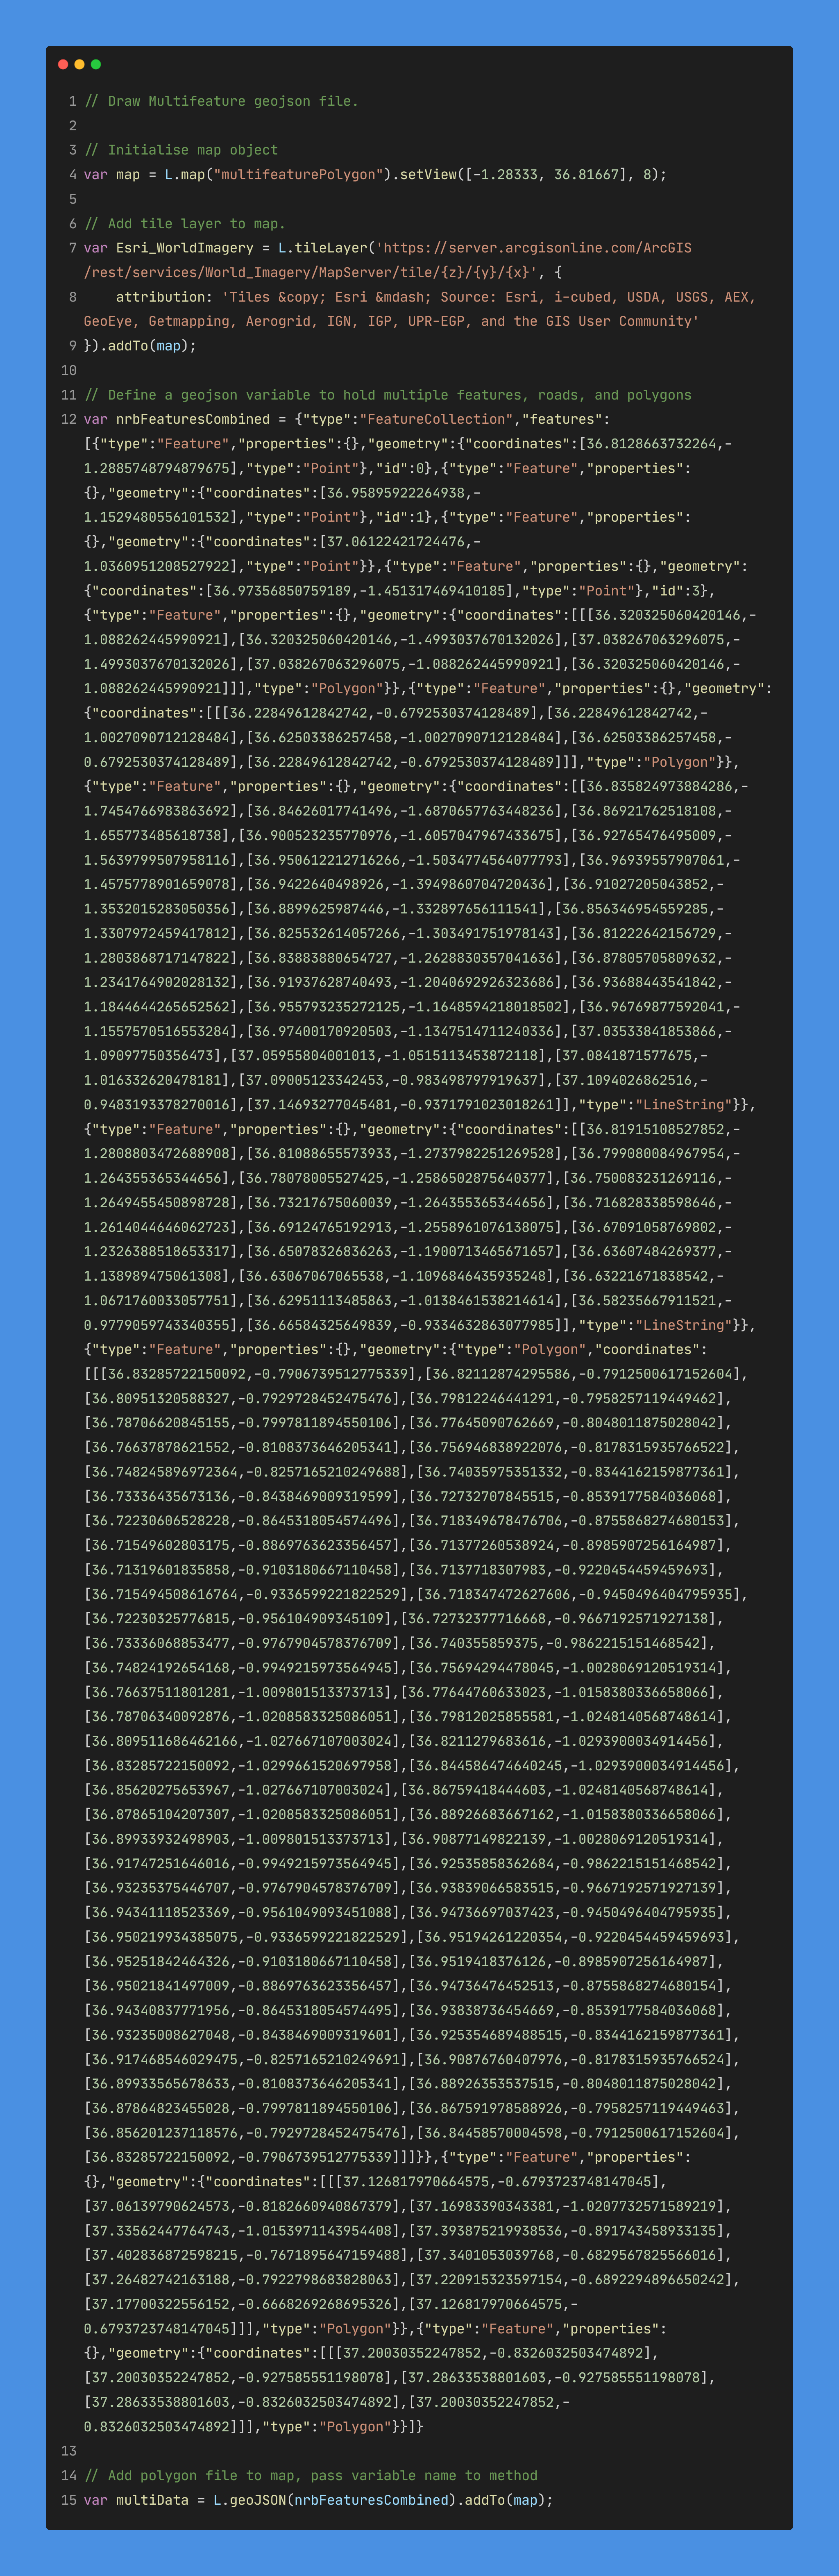 1 // Draw Multifeature geojson file.
2
3 // Initialise map object
4 var map = L.map("multifeaturePolygon").setView([-1.28333, 36.81667], 8);
5
6 // Add tile layer to map.
7 var Esri_WorldImagery = L.tileLayer('https://server.arcgisonline.com/ArcGIS
/rest/services/World_Imagery/MapServer/tile/{z}/{y}/{x}', {
8     attribution: 'Tiles &copy; Esri &mdash; Source: Esri, i-cubed, USDA, USGS, AEX,
GeoEye, Getmapping, Aerogrid, IGN, IGP, UPR-EGP, and the GIS User Community'
9 }).addTo(map);
10
11 // Define a geojson variable to hold multiple features, roads, and polygons
12 var nrbFeaturesCombined = {"type":"FeatureCollection","features":
[{"type":"Feature","properties":{},"geometry":{"coordinates":[36.8128663732264,-
1.2885748794879675],"type":"Point"},"id":0},{"type":"Feature","properties":
{},"geometry":{"coordinates":[36.95895922264938,-
1.1529480556101532],"type":"Point"},"id":1},{"type":"Feature","properties":
{},"geometry":{"coordinates":[37.06122421724476,-
1.0360951208527922],"type":"Point"}},{"type":"Feature","properties":{},"geometry":
{"coordinates":[36.97356850759189,-1.451317469410185],"type":"Point"},"id":3},
{"type":"Feature","properties":{},"geometry":{"coordinates":[[[36.320325060420146,-
1.088262445990921],[36.320325060420146,-1.4993037670132026],[37.038267063296075,-
1.4993037670132026],[37.038267063296075,-1.088262445990921],[36.320325060420146,-
1.088262445990921]]],"type":"Polygon"}},{"type":"Feature","properties":{},"geometry":
{"coordinates":[[[36.22849612842742,-0.6792530374128489],[36.22849612842742,-
1.0027090712128484],[36.62503386257458,-1.0027090712128484],[36.62503386257458,-
0.6792530374128489],[36.22849612842742,-0.6792530374128489]]],"type":"Polygon"}},
{"type":"Feature","properties":{},"geometry":{"coordinates":[[36.835824973884286,-
1.7454766983863692],[36.84626017741496,-1.6870657763448236],[36.86921762518108,-
1.655773485618738],[36.900523235770976,-1.6057047967433675],[36.92765476495009,-
1.5639799507958116],[36.950612212716266,-1.5034774564077793],[36.96939557907061,-
1.4575778901659078],[36.9422640498926,-1.3949860704720436],[36.91027205043852,-
1.3532015283050356],[36.8899625987446,-1.332897656111541],[36.856346954559285,-
1.3307972459417812],[36.825532614057266,-1.303491751978143],[36.81222642156729,-
1.2803868717147822],[36.83883880654727,-1.2628830357041636],[36.87805705809632,-
1.2341764902028132],[36.91937628740493,-1.2040692926323686],[36.93688443541842,-
1.1844644265652562],[36.955793235272125,-1.1648594218018502],[36.96769877592041,-
1.1557570516553284],[36.97400170920503,-1.1347514711240336],[37.03533841853866,-
1.09097750356473],[37.05955804001013,-1.0515113453872118],[37.0841871577675,-
1.016332620478181],[37.09005123342453,-0.983498797919637],[37.1094026862516,-
0.9483193378270016],[37.14693277045481,-0.9371791023018261]],"type":"LineString"}},
{"type":"Feature","properties":{},"geometry":{"coordinates":[[36.81915108527852,-
1.2808803472688908],[36.81088655573933,-1.2737982251269528],[36.799080084967954,-
1.264355365344656],[36.78078005527425,-1.2586502875640377],[36.750083231269116,-
1.2649455450898728],[36.73217675060039,-1.264355365344656],[36.716828338598646,-
1.2614044646062723],[36.69124765192913,-1.2558961076138075],[36.67091058769802,-
1.2326388518653317],[36.65078326836263,-1.1900713465671657],[36.63607484269377,-
1.138989475061308],[36.63067067065538,-1.1096846435935248],[36.63221671838542,-
1.0671760033057751],[36.62951113485863,-1.0138461538214614],[36.58235667911521,-
0.9779059743340355],[36.66584325649839,-0.9334632863077985]],"type":"LineString"}},
{"type":"Feature","properties":{},"geometry":{"type":"Polygon","coordinates":
[[[36.83285722150092,-0.7906739512775339],[36.82112874295586,-0.7912500617152604],
[36.80951320588327,-0.7929728452475476],[36.79812246441291,-0.7958257119449462],
[36.78706620845155,-0.7997811894550106],[36.77645090762669,-0.8048011875028042],
[36.76637878621552,-0.8108373646205341],[36.756946838922076,-0.8178315935766522],
[36.748245896972364,-0.8257165210249688],[36.74035975351332,-0.8344162159877361],
[36.73336435673136,-0.8438469009319599],[36.72732707845515,-0.8539177584036068],
[36.72230606528228,-0.8645318054574496],[36.718349678476706,-0.8755868274680153],
[36.71549602803175,-0.8869763623356457],[36.71377260538924,-0.8985907256164987],
[36.71319601835858,-0.9103180667110458],[36.7137718307983,-0.9220454459459693],
[36.715494508616764,-0.9336599221822529],[36.718347472627606,-0.9450496404795935],
[36.72230325776815,-0.956104909345109],[36.72732377716668,-0.9667192571927138],
[36.73336068853477,-0.9767904578376709],[36.740355859375,-0.9862215151468542],
[36.74824192654168,-0.9949215973564945],[36.75694294478045,-1.0028069120519314],
[36.76637511801281,-1.009801513373713],[36.77644760633023,-1.0158380336658066],
[36.78706340092876,-1.0208583325086051],[36.79812025855581,-1.0248140568748614],
[36.809511686462166,-1.027667107003024],[36.8211279683616,-1.0293900034914456],
[36.83285722150092,-1.0299661520697958],[36.844586474640245,-1.0293900034914456],
[36.85620275653967,-1.027667107003024],[36.86759418444603,-1.0248140568748614],
[36.87865104207307,-1.0208583325086051],[36.88926683667162,-1.0158380336658066],
[36.89933932498903,-1.009801513373713],[36.90877149822139,-1.0028069120519314],
[36.91747251646016,-0.9949215973564945],[36.92535858362684,-0.9862215151468542],
[36.93235375446707,-0.9767904578376709],[36.93839066583515,-0.9667192571927139],
[36.94341118523369,-0.9561049093451088],[36.94736697037423,-0.9450496404795935],
[36.950219934385075,-0.9336599221822529],[36.95194261220354,-0.9220454459459693],
[36.95251842464326,-0.9103180667110458],[36.9519418376126,-0.8985907256164987],
[36.95021841497009,-0.8869763623356457],[36.94736476452513,-0.8755868274680154],
[36.94340837771956,-0.8645318054574495],[36.93838736454669,-0.8539177584036068],
[36.93235008627048,-0.8438469009319601],[36.925354689488515,-0.8344162159877361],
[36.917468546029475,-0.8257165210249691],[36.90876760407976,-0.8178315935766524],
[36.89933565678633,-0.8108373646205341],[36.88926353537515,-0.8048011875028042],
[36.87864823455028,-0.7997811894550106],[36.867591978588926,-0.7958257119449463],
[36.856201237118576,-0.7929728452475476],[36.84458570004598,-0.7912500617152604],
[36.83285722150092,-0.7906739512775339]]]}},{"type":"Feature","properties":
{},"geometry":{"coordinates":[[[37.126817970664575,-0.6793723748147045],
[37.06139790624573,-0.8182660940867379],[37.16983390343381,-1.0207732571589219],
[37.33562447764743,-1.0153971143954408],[37.393875219938536,-0.891743458933135],
[37.402836872598215,-0.7671895647159488],[37.3401053039768,-0.6829567825566016],
[37.26482742163188,-0.7922798683828063],[37.220915323597154,-0.6892294896650242],
[37.17700322556152,-0.6668269268695326],[37.126817970664575,-
0.6793723748147045]]],"type":"Polygon"}},{"type":"Feature","properties":
{},"geometry":{"coordinates":[[[37.20030352247852,-0.8326032503474892],
[37.20030352247852,-0.927585551198078],[37.28633538801603,-0.927585551198078],
[37.28633538801603,-0.8326032503474892],[37.20030352247852,-
0.8326032503474892]]],"type":"Polygon"}}]}
13
14 // Add polygon file to map, pass variable name to method
15 var multiData = L.geoJSON(nrbFeaturesCombined).addTo(map);